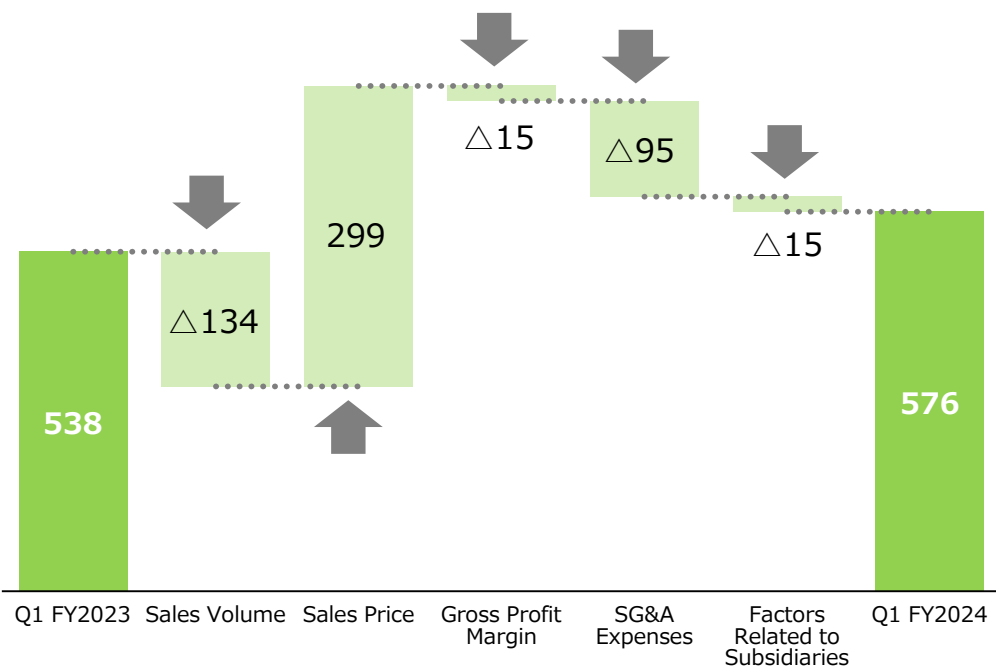 △15
△95
299
△15
△134
538
576
Q1 FY2023
Sales Volume
Sales Price
Gross Profit
Margin
SG&A
Expenses
Factors
Related to
Subsidiaries
Q1 FY2024